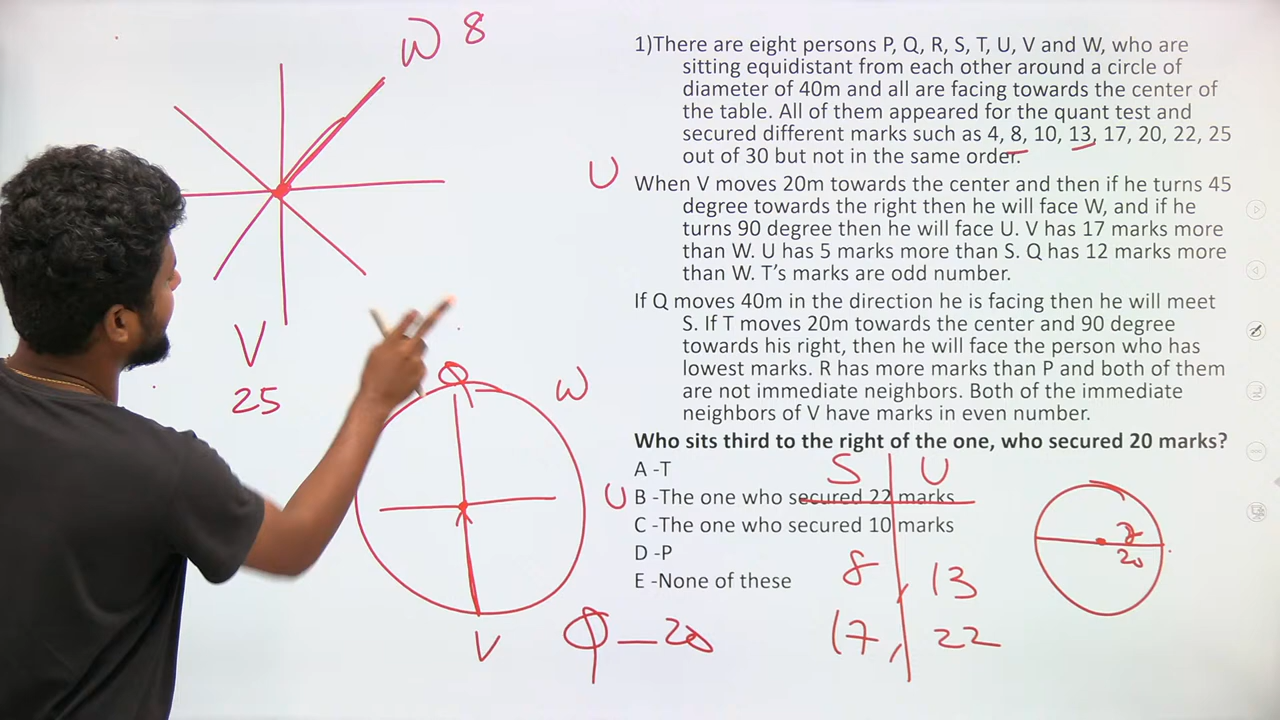 W 8
U
V
25
Q
W
U
V
Q - 20
1)There are eight persons P, Q, R, S, T, U, V and W, who are
sitting equidistant from each other around a circle of
diameter of 40m and all are facing towards the center of
the table. All of them appeared for the quant test and
secured different marks such as 4, 8, 10, 13, 17, 20, 22, 25
out of 30 but not in the same order.
When V moves 20m towards the center and then if he turns 45
degree towards the right then he will face W, and if he
turns 90 degree then he will face U. V has 17 marks more
than W. U has 5 marks more than S. Q has 12 marks more
than W. T’s marks are odd number.
If Q moves 40m in the direction he is facing then he will meet
S. If T moves 20m towards the center and 90 degree
towards his right, then he will face the person who has
lowest marks. R has more marks than P and both of them
are not immediate neighbors. Both of the immediate
neighbors of V have marks in even number.
Who sits third to the right of the one, who secured 20 marks?
A -T
B -The one who secured 22 marks
C -The one who secured 10 marks
D -P
E -None of these
S U
8, 13
17, 22
20